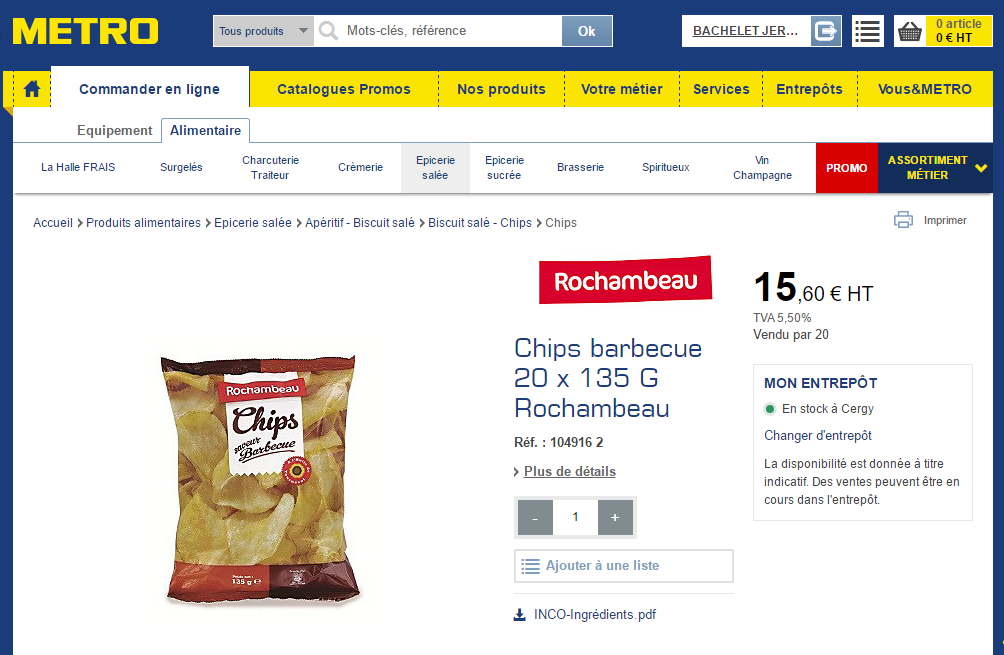 METRO
Tous produits
Mots-clés, référence
Ok
BACHELET JER...
0 article
0 € HT
Commander en ligne
Catalogues Promos
Nos produits
Votre métier
Services
Entrepôts
Vous&METRO
Equipement
Alimentaire
La Halle FRAIS
Surgelés
Charcuterie
Traiteur
Crèmerie
Epicerie
salée
Epicerie
sucrée
Brasserie
Spiritueux
Vin
Champagne
PROMO
ASSORTIMENT
MÉTIER
Accueil > Produits alimentaires > Epicerie salée > Apéritif - Biscuit salé > Biscuit salé - Chips > Chips
Imprimer
Rochambeau
Chips
saveur
Barbecue
135 g e
Rochambeau
Chips barbecue
20 x 135 G
Rochambeau
Réf. : 104916 2
> Plus de détails
- 1 +
Ajouter à une liste
INCO-Ingrédients.pdf
15,60 € HT
TVA 5,50%
Vendu par 20
MON ENTREPÔT
En stock à Cergy
Changer d'entrepôt
La disponibilité est donnée à titre
indicatif. Des ventes peuvent être en
cours dans l'entrepôt.